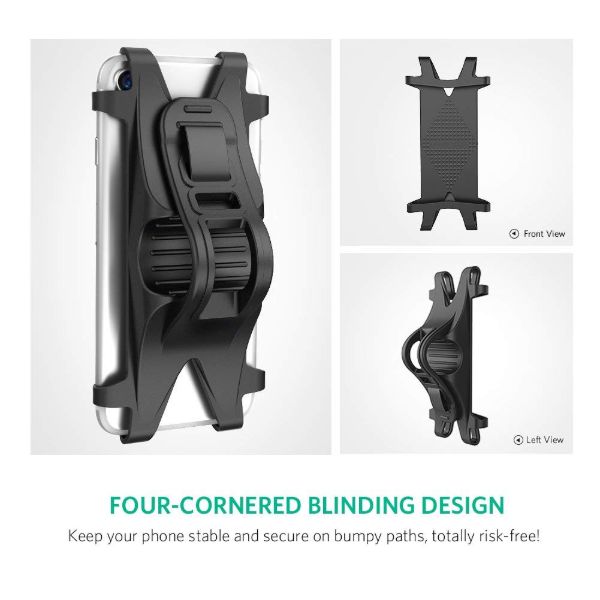 Front View
Left View
FOUR-CORNERED BLINDING DESIGN
Keep your phone stable and secure on bumpy paths, totally risk-free!